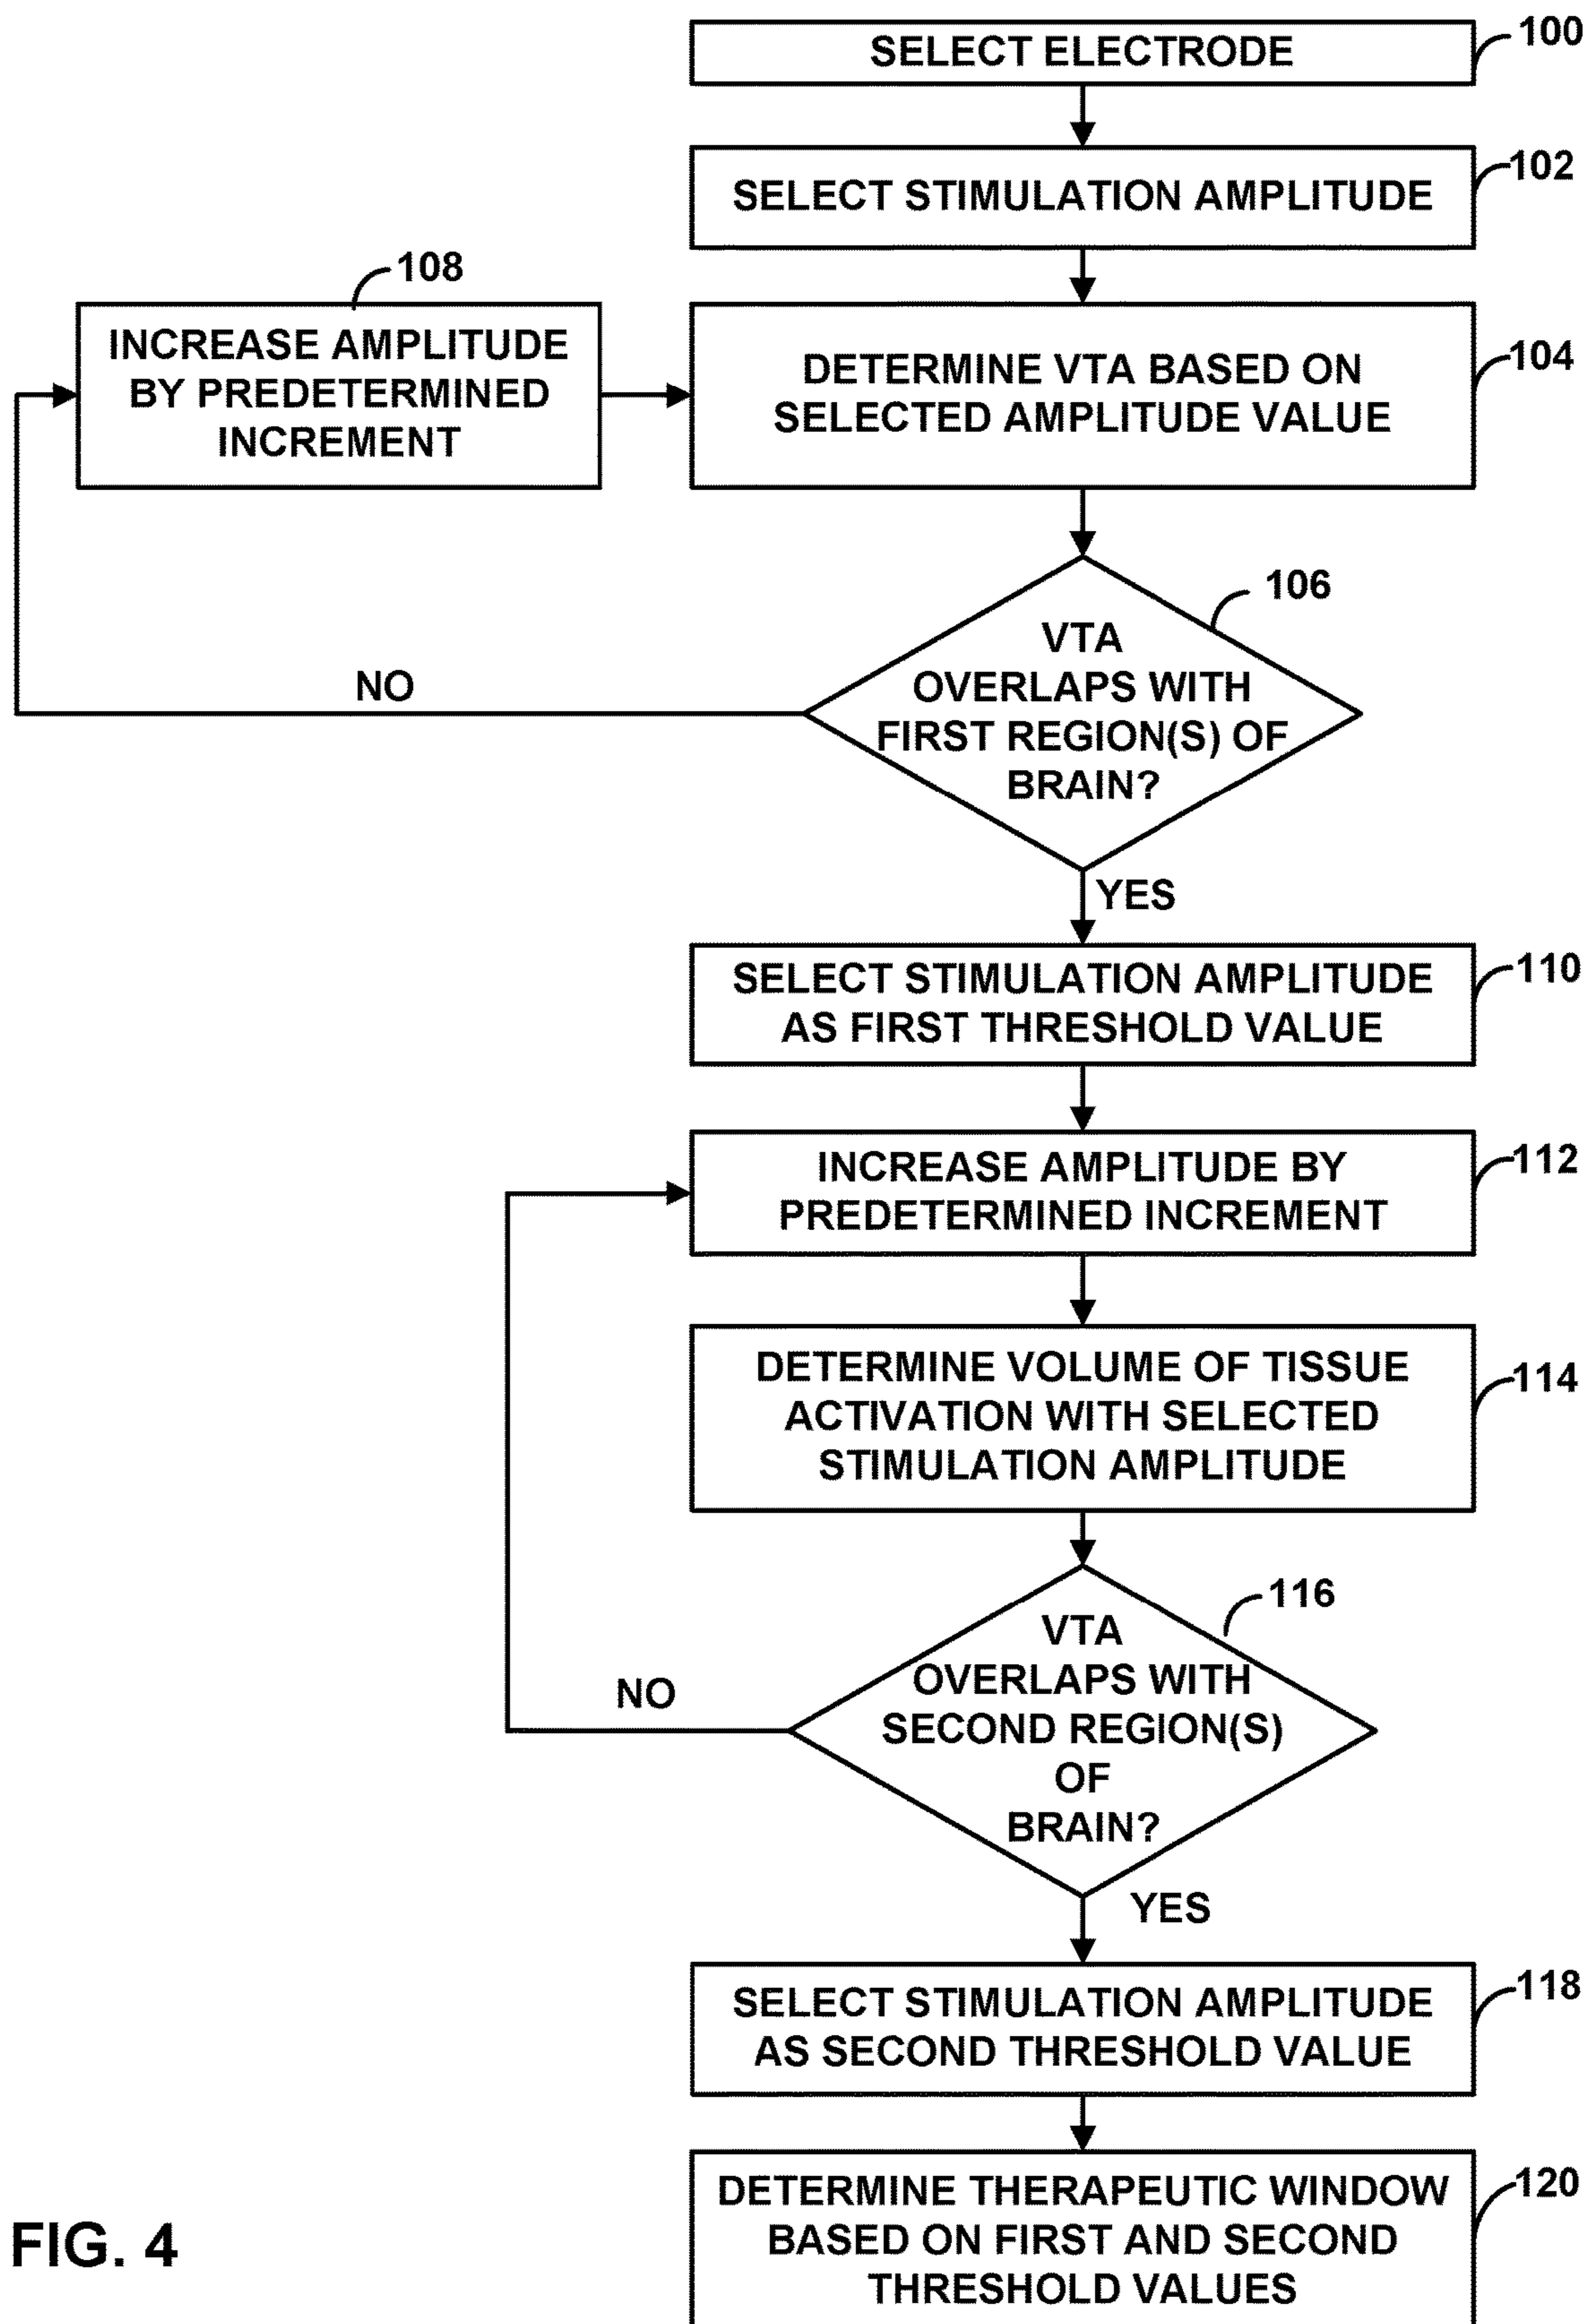 SELECT ELECTRODE
100
SELECT STIMULATION AMPLITUDE
102
108
INCREASE AMPLITUDE
BY PREDETERMINED
INCREMENT
DETERMINE VTA BASED ON
SELECTED AMPLITUDE VALUE
104
106
VTA
OVERLAPS WITH
FIRST REGION(S) OF
BRAIN?
NO
YES
SELECT STIMULATION AMPLITUDE
AS FIRST THRESHOLD VALUE
110
INCREASE AMPLITUDE BY
PREDETERMINED INCREMENT
112
DETERMINE VOLUME OF TISSUE
ACTIVATION WITH SELECTED
STIMULATION AMPLITUDE
114
116
VTA
OVERLAPS WITH
SECOND REGION(S)
OF
BRAIN?
NO
YES
SELECT STIMULATION AMPLITUDE
AS SECOND THRESHOLD VALUE
118
DETERMINE THERAPEUTIC WINDOW
BASED ON FIRST AND SECOND
THRESHOLD VALUES
120
FIG. 4